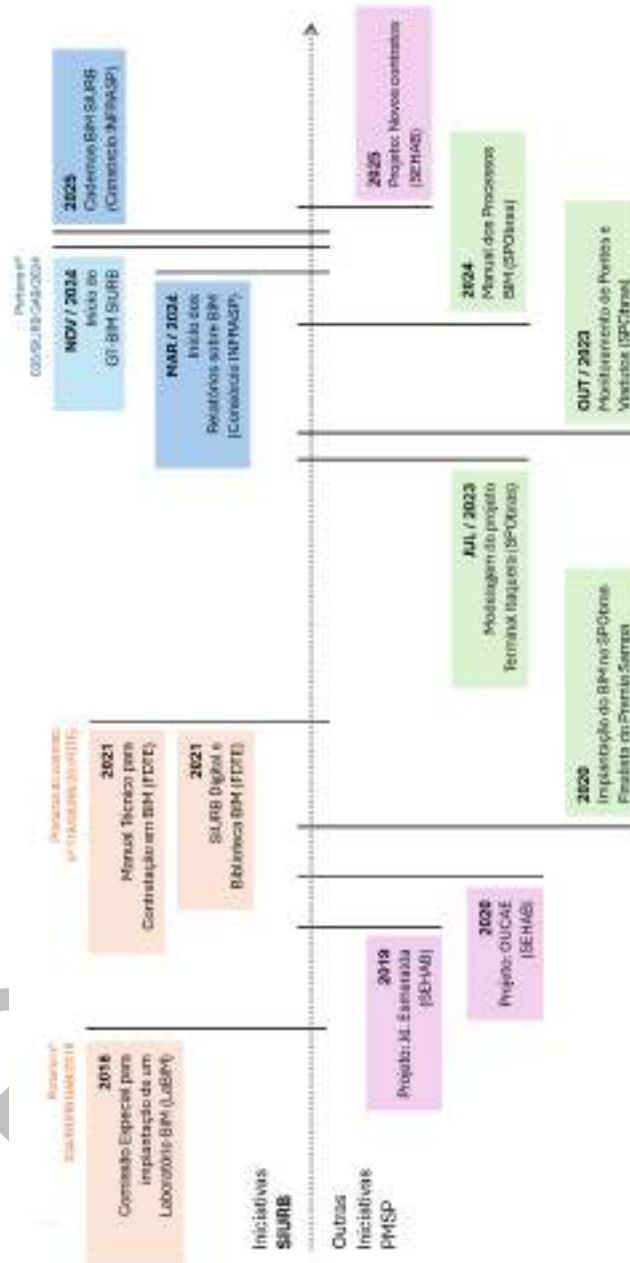 2018
Comissão Especial para
implantação de um
Laboratório BIM (LaBIM)
2021
Manual Técnico para
Contratação em BIM (FDTE)
2021
SIURB Digital e
Biblioteca BIM (FDTE)
MAR / 2024
Início dos
Relatórios sobre BIM
(Consórcio INFRASP)
NOV / 2024
Início do
GT BIM SIURB
2025
Cadernos BIM SIURB
(Consórcio INFRASP)
Iniciativas
SIURB
Outras
Iniciativas
PMSP
2019
Projeto: Jd. Esmeralda
(SEHAB)
2020
Projeto: OUCAE
(SEHAB)
2020
Implantação do BIM na SPObras
Finalista do Premia Sampa
JUL / 2023
Modelagem do projeto
Terminal Itaquera (SPObras)
OUT / 2023
Monitoramento de Pontes e
Viadutos (SPObras)
2024
Manual dos Processos
BIM (SPObras)
2025
Projeto: Novos contratos
(SEHAB)